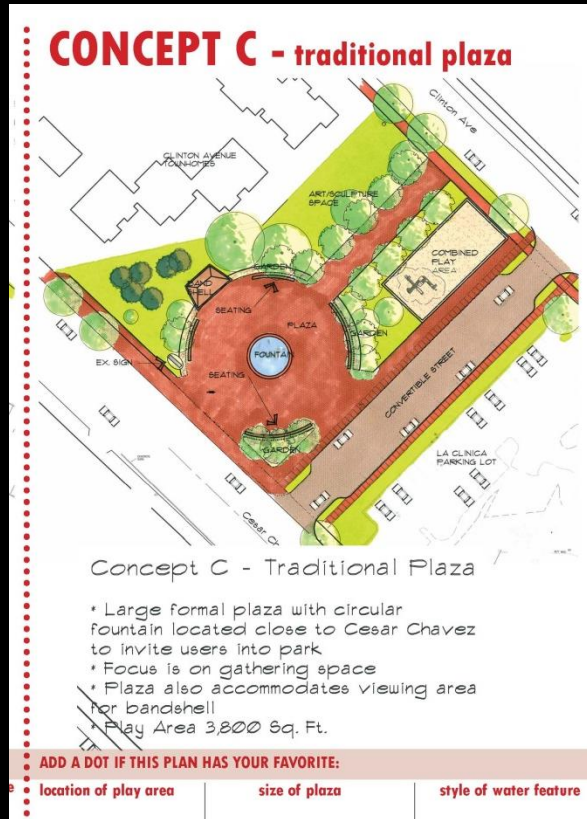 CONCEPT C - traditional plaza
Clinton Ave
CLINTON AVENUE
TOWNHOMES
ART/SCULPTURE
SPACE
COMBINED
PLAY
AREA
GARDEN
BAND
SHELL
SEATING
PLAZA
GARDEN
FOUNTAIN
EX. SIGN
SEATING
CONVERTIBLE STREET
GARDEN
LA CLINICA
PARKING LOT
Cesar Ch
Concept C - Traditional Plaza
* Large formal plaza with circular
fountain located close to Cesar Chavez
to invite users into park
* Focus is on gathering space
* Plaza also accommodates viewing area
for bandshell
* Play Area 3,800 Sq. Ft.
ADD A DOT IF THIS PLAN HAS YOUR FAVORITE:
e
location of play area
size of plaza
style of water feature